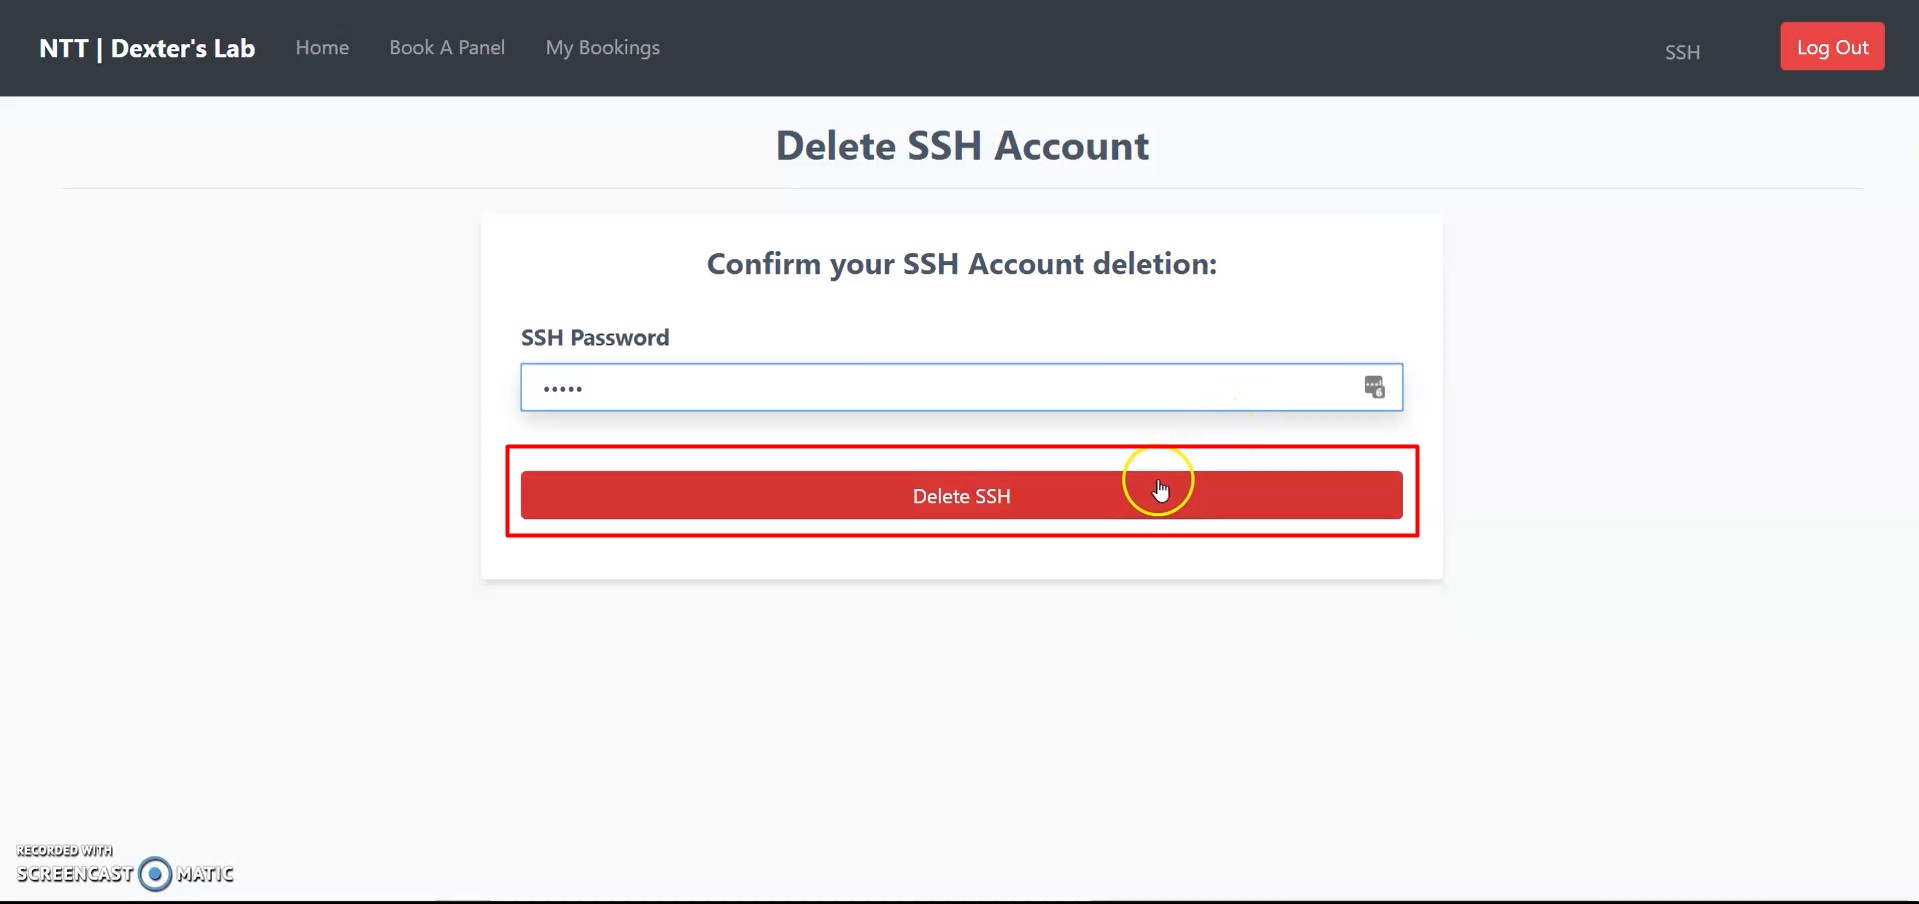 NTT | Dexter's Lab Home Book A Panel My Bookings SSH Log Out
Delete SSH Account
Confirm your SSH Account deletion:
SSH Password
•••••
6
Delete SSH
RECORDED WITH
SCREENCAST MATIC